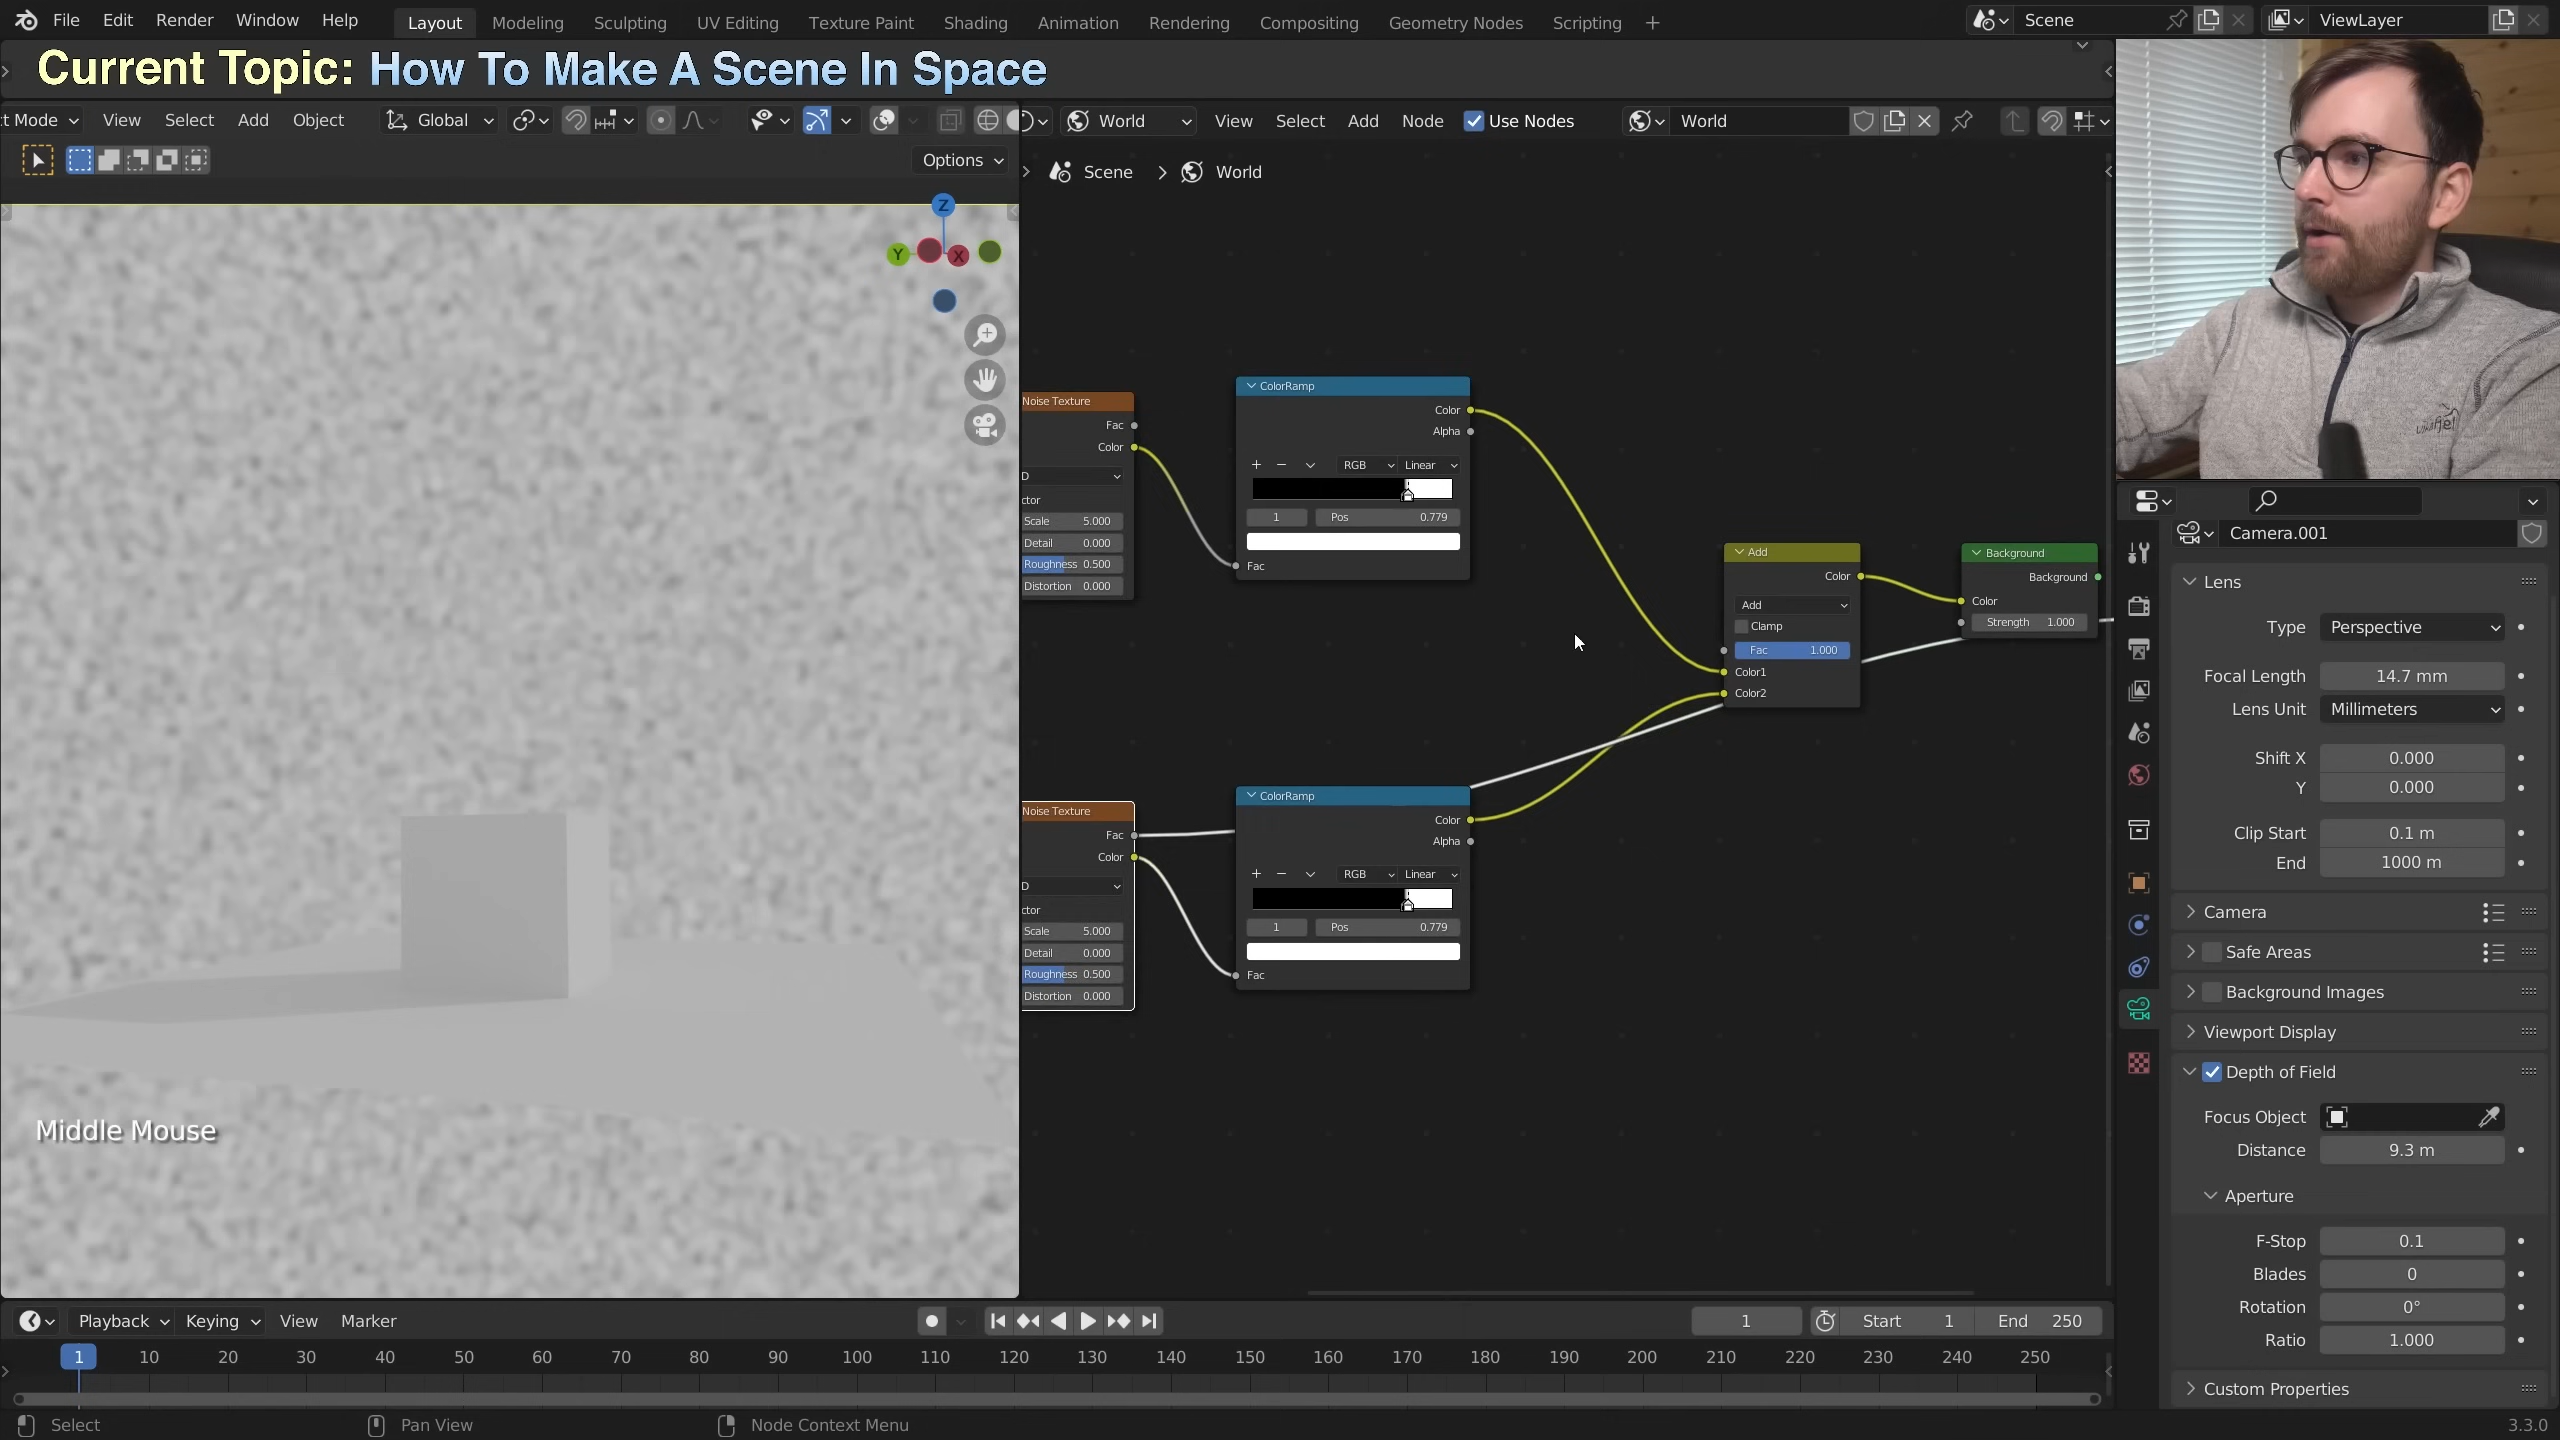 File Edit Render Window Help Layout Modeling Sculpting UV Editing Texture Paint Shading Animation Rendering Compositing Geometry Nodes Scripting + Scene ViewLayer
Current Topic: How To Make A Scene In Space
t Mode View Select Add Object Global World View Select Add Node Use Nodes World
Options
Scene > World
Z
Y X
Noise Texture
Fac
Color
D
ctor
Scale 5.000
Detail 0.000
Roughness 0.500
Distortion 0.000
ColorRamp
Color
Alpha
RGB Linear
1 Pos 0.779
Fac
Add
Color
Add
Clamp
Fac 1.000
Color1
Color2
Background
Background
Color
Strength 1.000
Noise Texture
Fac
Color
D
ctor
Scale 5.000
Detail 0.000
Roughness 0.500
Distortion 0.000
ColorRamp
Color
Alpha
RGB Linear
1 Pos 0.779
Fac
Middle Mouse
Camera.001
Lens
Type Perspective
Focal Length 14.7 mm
Lens Unit Millimeters
Shift X 0.000
Y 0.000
Clip Start 0.1 m
End 1000 m
Camera
Safe Areas
Background Images
Viewport Display
Depth of Field
Focus Object
Distance 9.3 m
Aperture
F-Stop 0.1
Blades 0
Rotation 0°
Ratio 1.000
Custom Properties
Playback Keying View Marker 1 Start 1 End 250
1 10 20 30 40 50 60 70 80 90 100 110 120 130 140 150 160 170 180 190 200 210 220 230 240 250
Select Pan View Node Context Menu 3.3.0